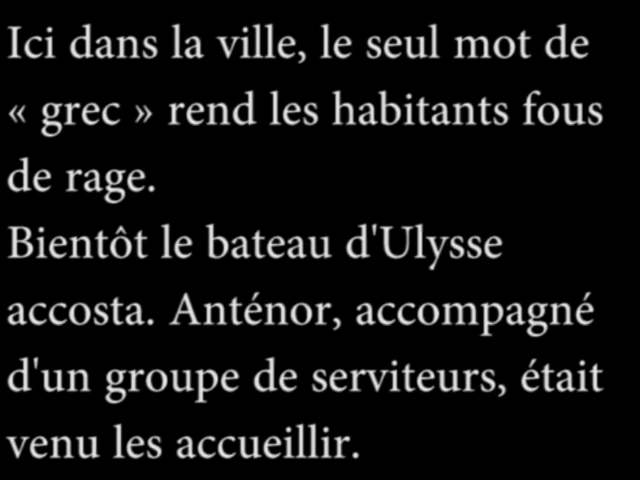 Ici dans la ville, le seul mot de
« grec » rend les habitants fous
de rage.
Bientôt le bateau d'Ulysse
accosta. Anténor, accompagné
d'un groupe de serviteurs, était
venu les accueillir.